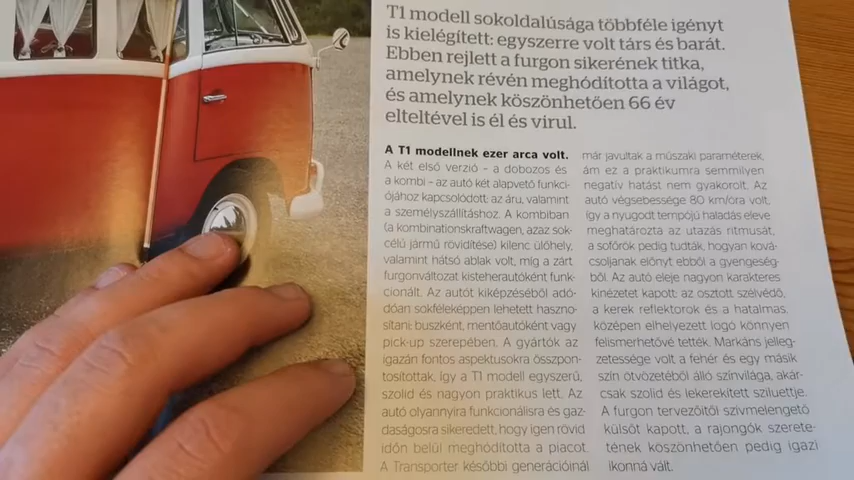 T1 modell sokoldalúsága többféle igényt
is kielégített: egyszerre volt társ és barát.
Ebben rejlett a furgon sikerének titka,
amelynek révén meghódította a világot,
és amelynek köszönhetően 66 év
elteltével is él és virul.
A T1 modellnek ezer arca volt.
A két első verzió – a dobozos és
a kombi – az autó két alapvető funkci-
ójához kapcsolódott: az áru, valamint
a személyszállításhoz. A kombiban
(a kombinationskraftwagen, azaz sok-
célú jármű rövidítése) kilenc ülőhely,
valamint hátsó ablak volt, míg a zárt
furgonváltozat kisteherautóként funk-
cionált. Az autót kiképzéséből adó-
dóan sokféleképpen lehetett haszno-
sítani: buszként, mentőautóként vagy
pick-up szerepében. A gyártók az
igazán fontos aspektusokra összpon-
tosítottak, így a T1 modell egyszerű,
szolid és nagyon praktikus lett. Az
autó olyannyira funkcionálisra és gaz-
daságosra sikeredett, hogy igen rövid
időn belül meghódította a piacot.
A Transporter későbbi generációinál
már javultak a műszaki paraméterek,
ám ez a praktikumra semmilyen
negatív hatást nem gyakorolt. Az
autó végsebessége 80 km/óra volt,
így a nyugodt tempójú haladás eleve
meghatározta az utazás ritmusát,
a sofőrök pedig tudták, hogyan ková-
csoljanak előnyt ebből a gyengeség-
ből. Az autó eleje nagyon karakteres
kinézetet kapott: az osztott szélvédő,
a kerek reflektorok és a hatalmas,
középen elhelyezett logó könnyen
felismerhetővé tették. Markáns jelleg-
zetessége volt a fehér és egy másik
szín ötvözetéből álló színvilága, akár-
csak szolid és lekerekített sziluettje.
A furgon tervezőitől szívmelengető
külsőt kapott, a rajongók szerete-
tének köszönhetően pedig igazi
ikonná vált.